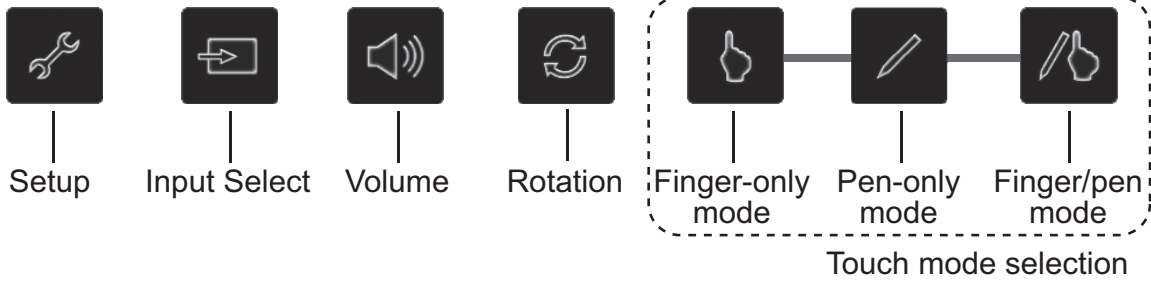 Setup
Input Select
Volume
Rotation
Finger-only
mode
Pen-only
mode
Finger/pen
mode
Touch mode selection